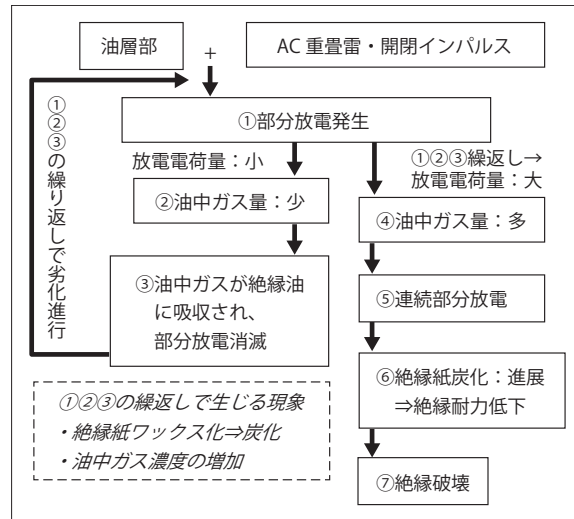 油層部
+
AC 重畳雷・開閉インパルス
①部分放電発生
放電電荷量：小
①②③繰返し→
放電電荷量：大
②油中ガス量：少
④油中ガス量：多
①②③の繰り返しで劣化進行
③油中ガスが絶縁油
に吸収され、
部分放電消滅
⑤連続部分放電
⑥絶縁紙炭化：進展
⇒絶縁耐力低下
①②③の繰返しで生じる現象
・絶縁紙ワックス化⇒炭化
・油中ガス濃度の増加
⑦絶縁破壊